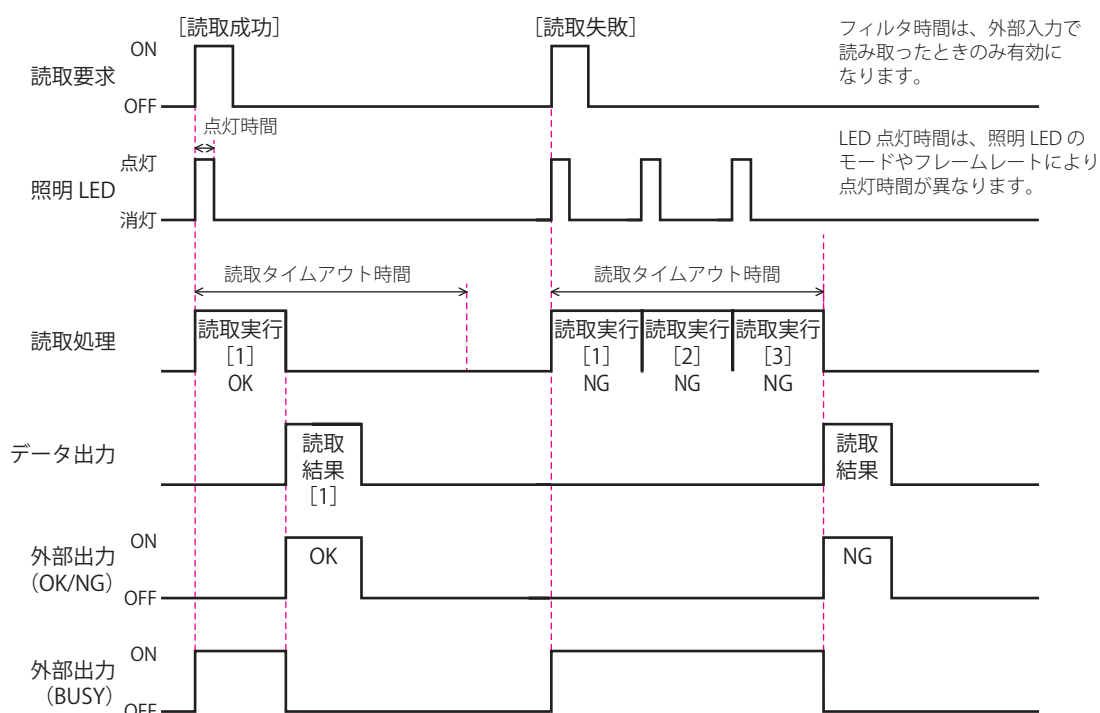 ［読取成功］
［読取失敗］
フィルタ時間は、外部入力で
読み取ったときのみ有効に
なります。
ON
読取要求
OFF
点灯時間
LED 点灯時間は、照明 LED の
モードやフレームレートにより
点灯時間が異なります。
点灯
照明 LED
消灯
読取タイムアウト時間
読取タイムアウト時間
読取処理
読取実行
［1］
OK
読取実行
［1］
NG
読取実行
［2］
NG
読取実行
［3］
NG
データ出力
読取
結果
［1］
読取
結果
ON
外部出力
（OK/NG）
OFF
OK
NG
ON
外部出力
（BUSY）
OFF